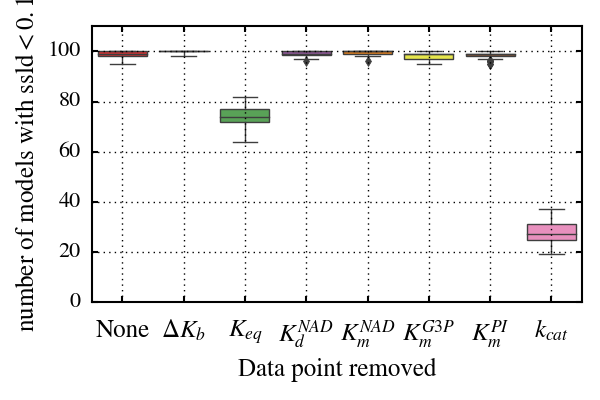 number of models with ssld < 0.1
100
80
60
40
20
0
None ΔK_b K_eq K_d^NAD K_m^NAD K_m^G3P K_m^PI k_cat
Data point removed